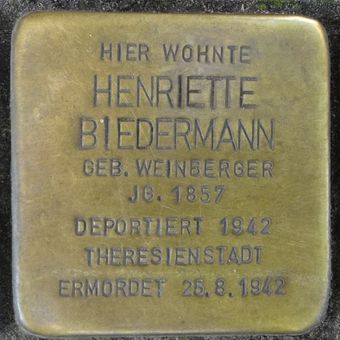 HIER WOHNTE
HENRIETTE
BIEDERMANN
GEB. WEINBERGER
JG. 1857
DEPORTIERT 1942
THERESIENSTADT
ERMORDET 25.8.1942